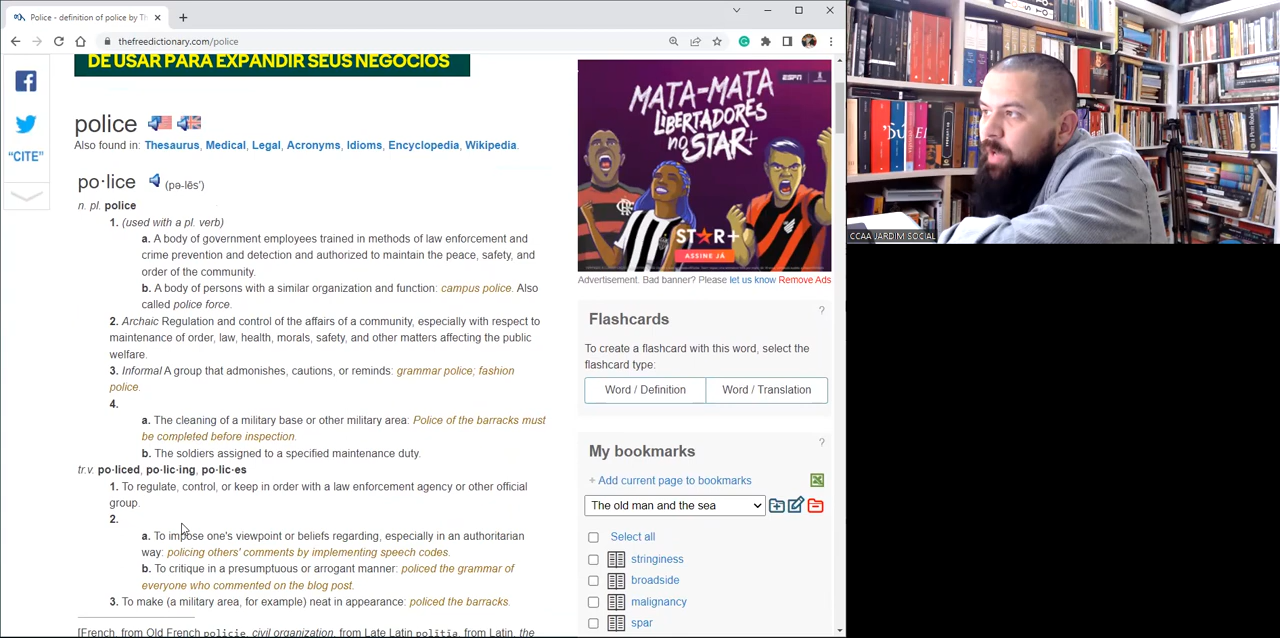 Police - definition of police by Th
thefreedictionary.com/police
DE USAR PARA EXPANDIR SEUS NEGÓCIOS
"CITE"
police
Also found in: Thesaurus, Medical, Legal, Acronyms, Idioms, Encyclopedia, Wikipedia.
po·lice (pə-lēs′)
n. pl. police
1. (used with a pl. verb)
a. A body of government employees trained in methods of law enforcement and
crime prevention and detection and authorized to maintain the peace, safety, and
order of the community.
b. A body of persons with a similar organization and function: campus police. Also
called police force.
2. Archaic Regulation and control of the affairs of a community, especially with respect to
maintenance of order, law, health, morals, safety, and other matters affecting the public
welfare.
3. Informal A group that admonishes, cautions, or reminds: grammar police; fashion
police.
4.
a. The cleaning of a military base or other military area: Police of the barracks must
be completed before inspection.
b. The soldiers assigned to a specified maintenance duty.
tr.v. po·liced, po·lic·ing, po·lic·es
1. To regulate, control, or keep in order with a law enforcement agency or other official
group.
2.
a. To impose one's viewpoint or beliefs regarding, especially in an authoritarian
way: policing others' comments by implementing speech codes.
b. To critique in a presumptuous or arrogant manner: policed the grammar of
everyone who commented on the blog post.
3. To make (a military area, for example) neat in appearance: policed the barracks.
[French, from Old French policie, civil organization, from Late Latin polītīa, from Latin, the
MATA-MATA
LIBERTADORES
NO STAR+
ESPN
STAR+
ASSINE JÁ
Advertisement. Bad banner? Please let us know Remove Ads
Flashcards ?
To create a flashcard with this word, select the
flashcard type:
Word / Definition Word / Translation
My bookmarks ?
+ Add current page to bookmarks
The old man and the sea
Select all
stringiness
broadside
malignancy
spar
CCAA JARDIM SOCIAL